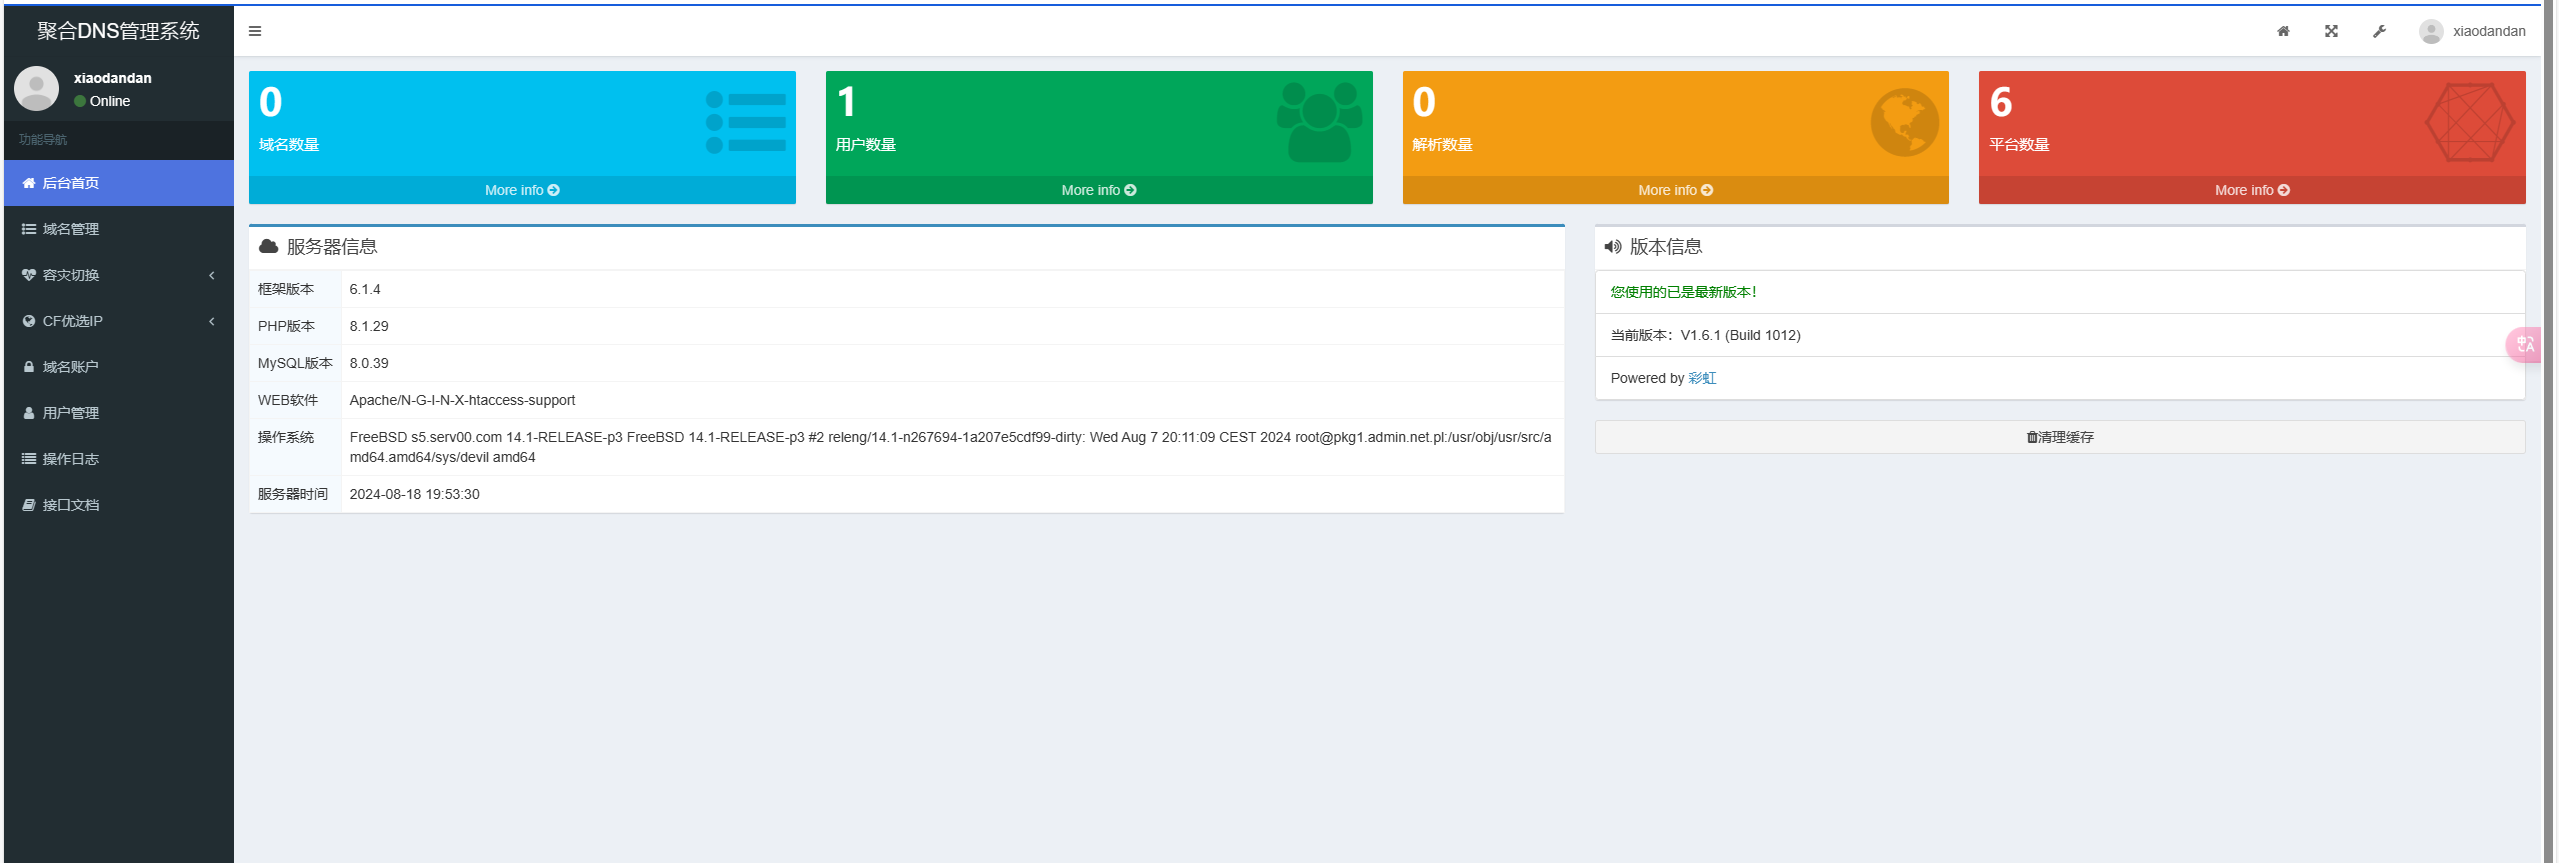 聚合DNS管理系统
xiaodandan
xiaodandan
Online
功能导航
后台首页
域名管理
容灾切换
CF优选IP
域名账户
用户管理
操作日志
接口文档
0
域名数量
More info
1
用户数量
More info
0
解析数量
More info
6
平台数量
More info
服务器信息
框架版本 6.1.4
PHP版本 8.1.29
MySQL版本 8.0.39
WEB软件 Apache/N-G-I-N-X-htaccess-support
操作系统 FreeBSD s5.serv00.com 14.1-RELEASE-p3 FreeBSD 14.1-RELEASE-p3 #2 releng/14.1-n267694-1a207e5cdf99-dirty: Wed Aug 7 20:11:09 CEST 2024 root@pkg1.admin.net.pl:/usr/obj/usr/src/a
md64.amd64/sys/devil amd64
服务器时间 2024-08-18 19:53:30
版本信息
您使用的已是最新版本！
当前版本：V1.6.1 (Build 1012)
Powered by 彩虹
清理缓存